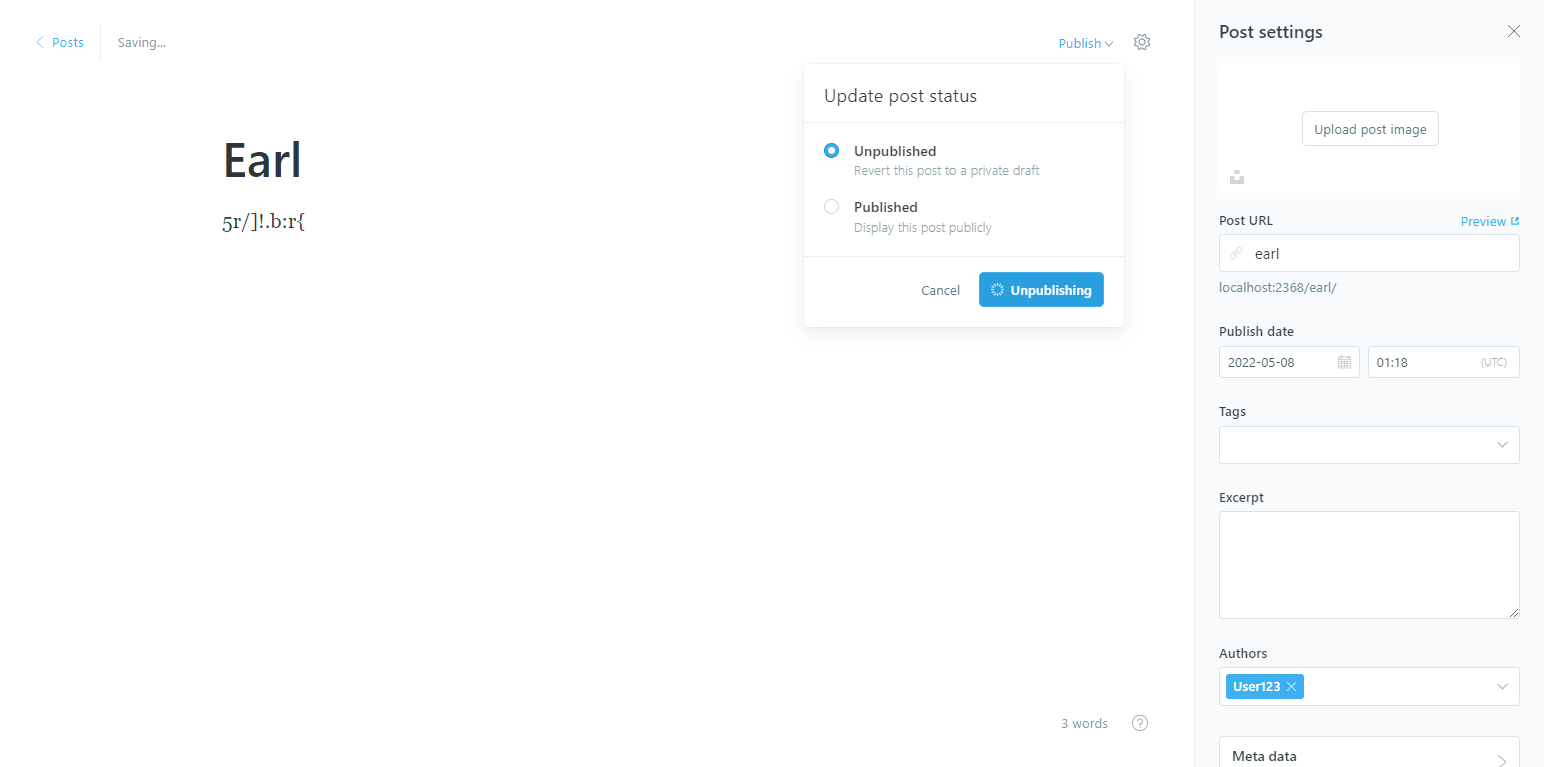 Posts
Saving...
Publish
Update post status
Unpublished
Revert this post to a private draft
Published
Display this post publicly
Cancel
Unpublishing
Earl
5r/]!.b:r{
3 words
?
Post settings
Upload post image
Post URL
Preview
earl
localhost:2368/earl/
Publish date
2022-05-08
01:18 (UTC)
Tags
Excerpt
Authors
User123
Meta data